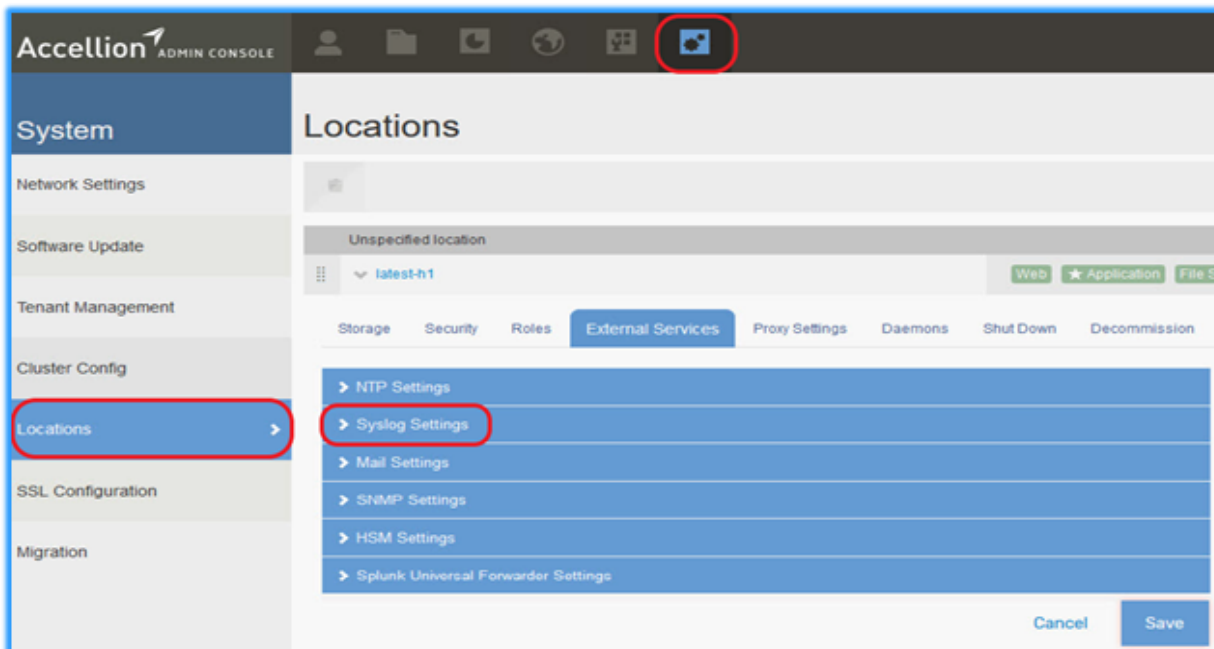 Accellion ADMIN CONSOLE
System
Network Settings
Software Update
Tenant Management
Cluster Config
Locations
SSL Configuration
Migration
Locations
Unspecified location
latest-h1
Web
Application
File S
Storage
Security
Roles
External Services
Proxy Settings
Daemons
Shut Down
Decommission
NTP Settings
Syslog Settings
Mail Settings
SNMP Settings
HSM Settings
Splunk Universal Forwarder Settings
Cancel
Save